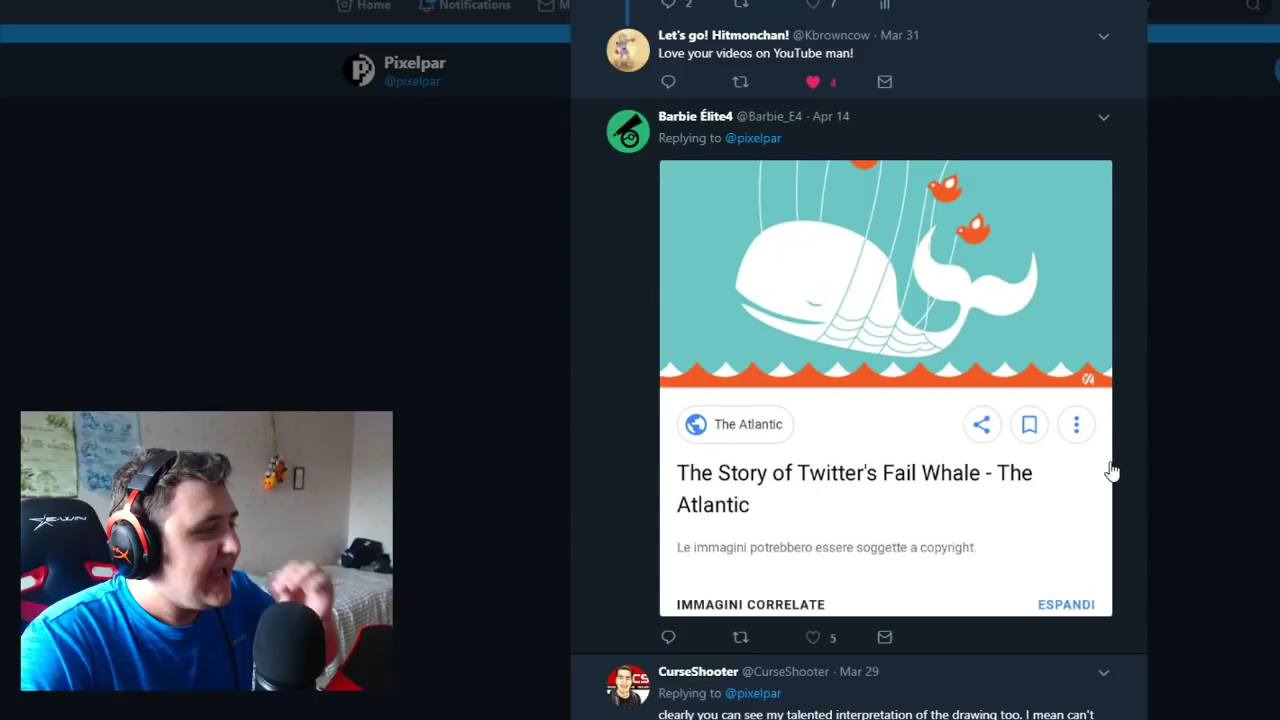 Home
Notifications
M
2
7
Let's go! Hitmonchan! @Kbrowncow · Mar 31
Love your videos on YouTube man!
4
Pixelpar
@pixelpar
Barbie Élite4 @Barbie_E4 · Apr 14
Replying to @pixelpar
The Atlantic
The Story of Twitter's Fail Whale - The
Atlantic
Le immagini potrebbero essere soggette a copyright.
IMMAGINI CORRELATE
ESPANDI
5
CurseShooter @CurseShooter · Mar 29
Replying to @pixelpar
clearly you can see my talented interpretation of the drawing too. I mean can't